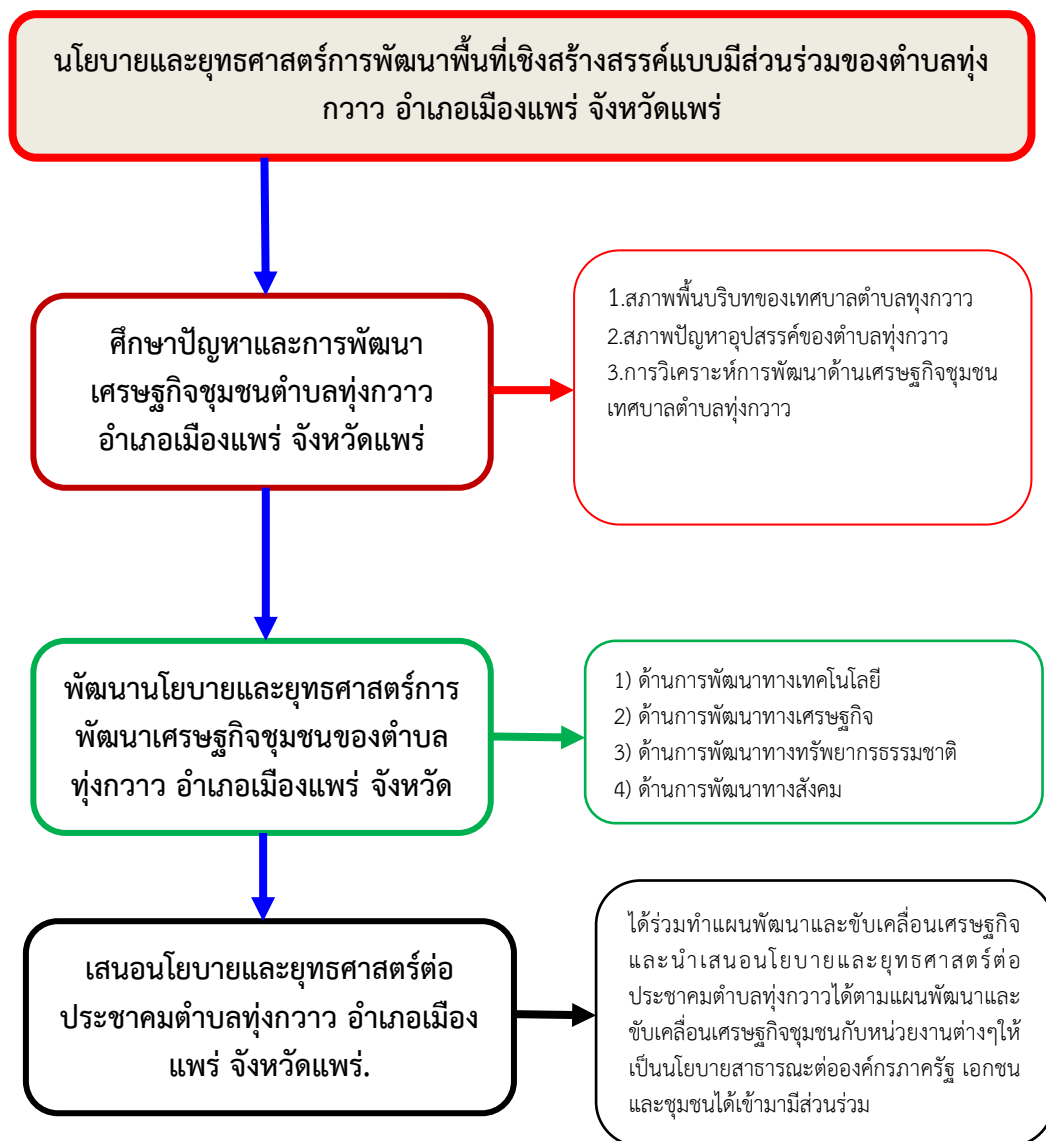 นโยบายและยุทธศาสตร์การพัฒนาพื้นที่เชิงสร้างสรรค์แบบมีส่วนร่วมของตำบลทุ่ง
กวาว อำเภอเมืองแพร่ จังหวัดแพร่
ศึกษาปัญหาและการพัฒนา
เศรษฐกิจชุมชนตำบลทุ่งกวาว
อำเภอเมืองแพร่ จังหวัดแพร่
1.สภาพพื้นบริบทของเทศบาลตำบลทุงกวาว
2.สภาพปัญหาอุปสรรค์ของตำบลทุ่งกวาว
3.การวิเคราะห์การพัฒนาด้านเศรษฐกิจชุมชน
เทศบาลตำบลทุ่งกวาว
พัฒนานโยบายและยุทธศาสตร์การ
พัฒนาเศรษฐกิจชุมชนของตำบล
ทุ่งกวาว อำเภอเมืองแพร่ จังหวัด
1) ด้านการพัฒนาทางเทคโนโลยี
2) ด้านการพัฒนาทางเศรษฐกิจ
3) ด้านการพัฒนาทางทรัพยากรธรรมชาติ
4) ด้านการพัฒนาทางสังคม
เสนอนโยบายและยุทธศาสตร์ต่อ
ประชาคมตำบลทุ่งกวาว อำเภอเมือง
แพร่ จังหวัดแพร่.
ได้ร่วมทำแผนพัฒนาและขับเคลื่อนเศรษฐกิจ
และนำเสนอนโยบายและยุทธศาสตร์ต่อ
ประชาคมตำบลทุ่งกวาวได้ตามแผนพัฒนาและ
ขับเคลื่อนเศรษฐกิจชุมชนกับหน่วยงานต่างๆให้
เป็นนโยบายสาธารณะต่อองค์กรภาครัฐ เอกชน
และชุมชนได้เข้ามามีส่วนร่วม